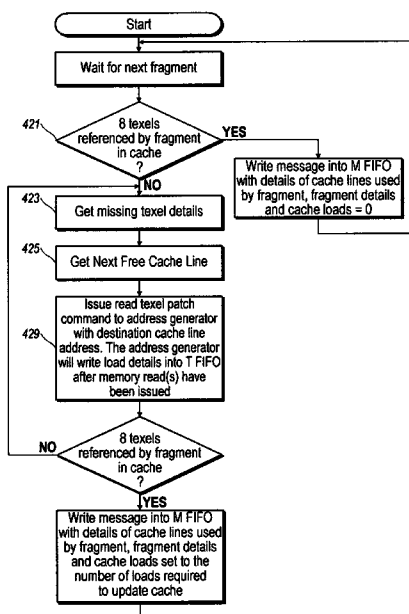 Start
Wait for next fragment
421
8 texels
referenced by fragment
in cache
?
YES
NO
Write message into M FIFO
with details of cache lines used
by fragment, fragment details
and cache loads = 0
423
Get missing texel details
425
Get Next Free Cache Line
429
Issue read texel patch
command to address generator
with destination cache line
address. The address generator
will write load details into T FIFO
after memory read(s) have
been issued
NO
8 texels
referenced by fragment
in cache
?
YES
Write message into M FIFO
with details of cache lines used
by fragment, fragment details
and cache loads set to the
number of loads required
to update cache